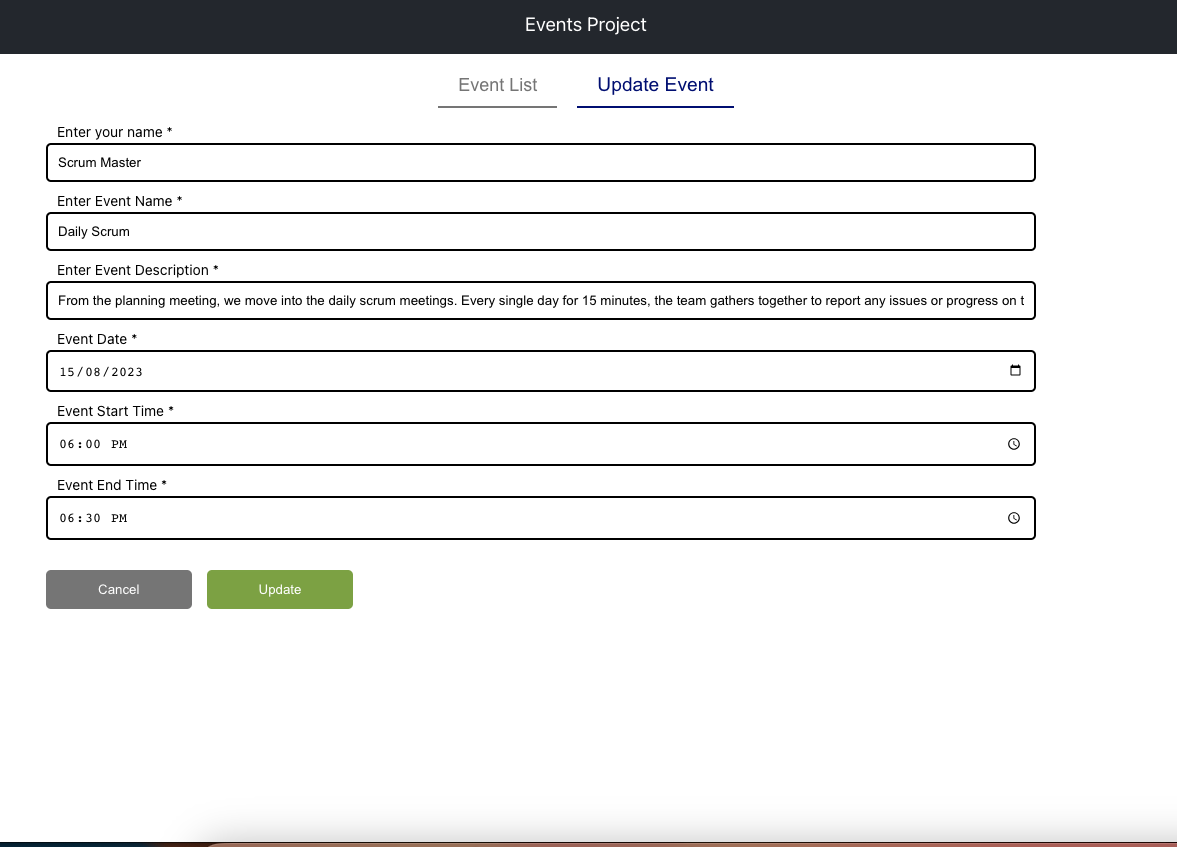 Events Project
Event List Update Event
Enter your name *
Scrum Master
Enter Event Name *
Daily Scrum
Enter Event Description *
From the planning meeting, we move into the daily scrum meetings. Every single day for 15 minutes, the team gathers together to report any issues or progress on t
Event Date *
15/08/2023
Event Start Time *
06:00 PM
Event End Time *
06:30 PM
Cancel Update